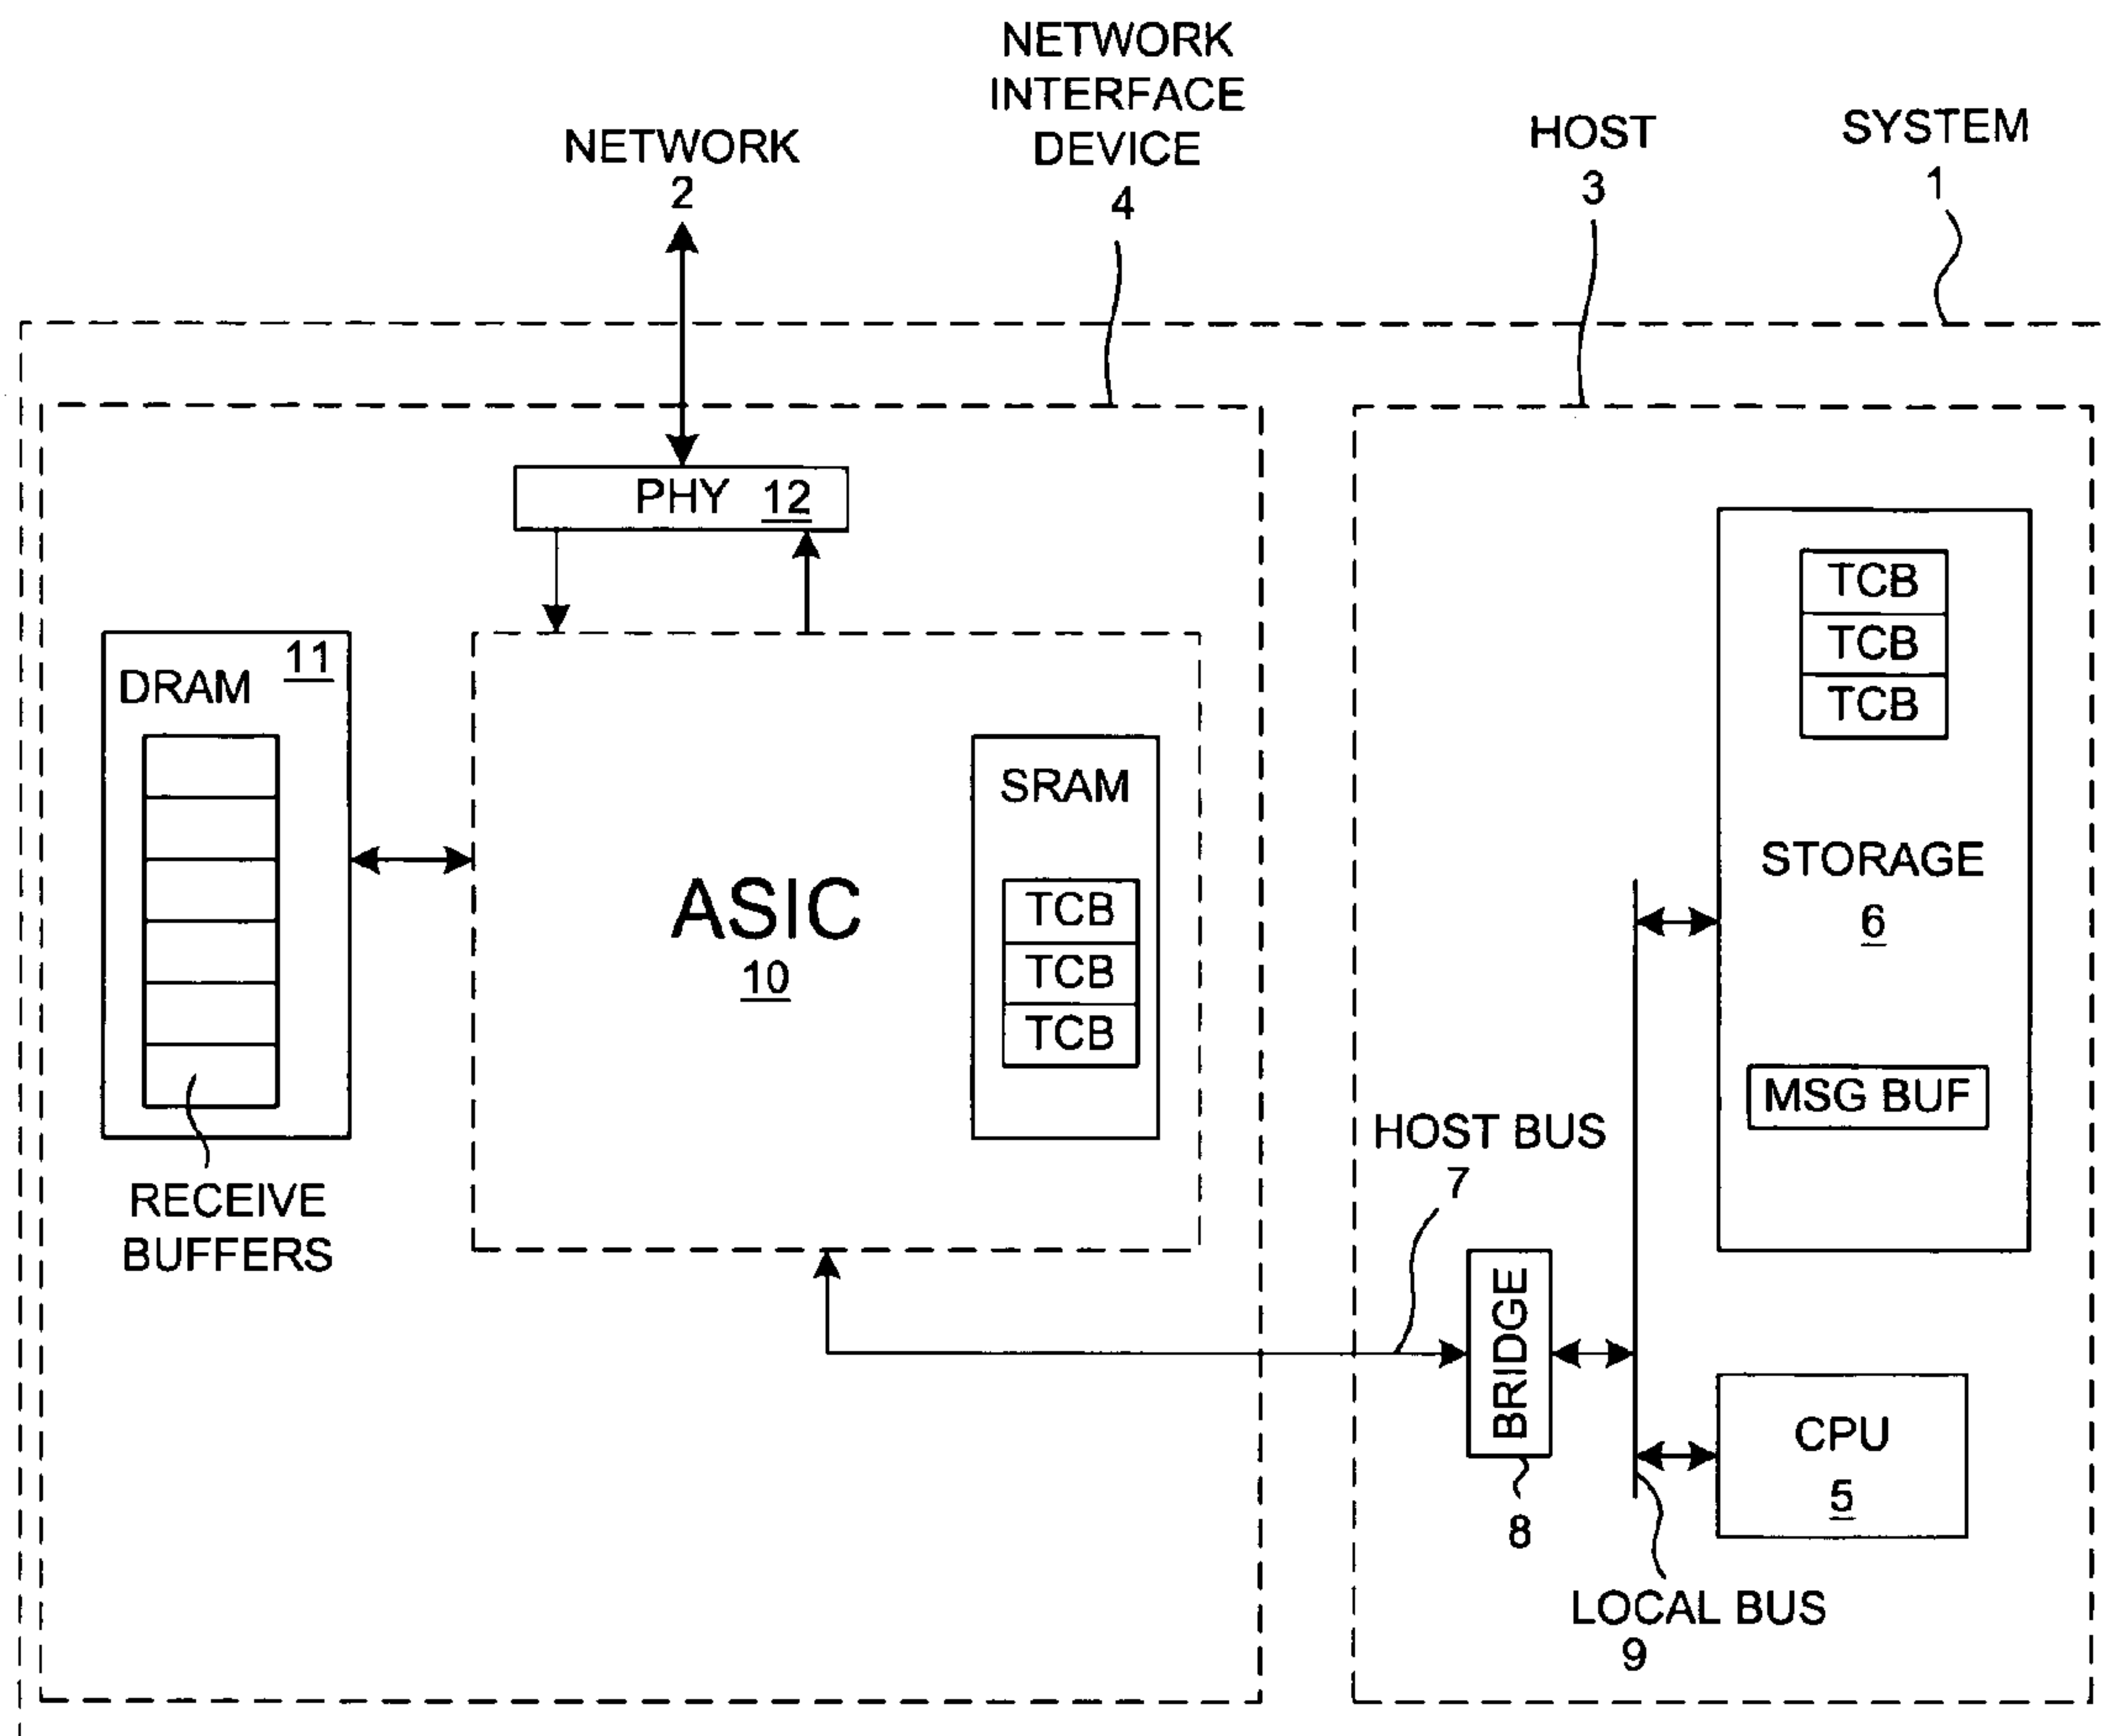 NETWORK
INTERFACE
DEVICE
4
NETWORK
2
HOST
3
SYSTEM
1
PHY 12
11
DRAM
RECEIVE
BUFFERS
ASIC
10
SRAM
TCB
TCB
TCB
TCB
TCB
TCB
STORAGE
6
MSG BUF
HOST BUS
7
BRIDGE
8
CPU
5
LOCAL BUS
9